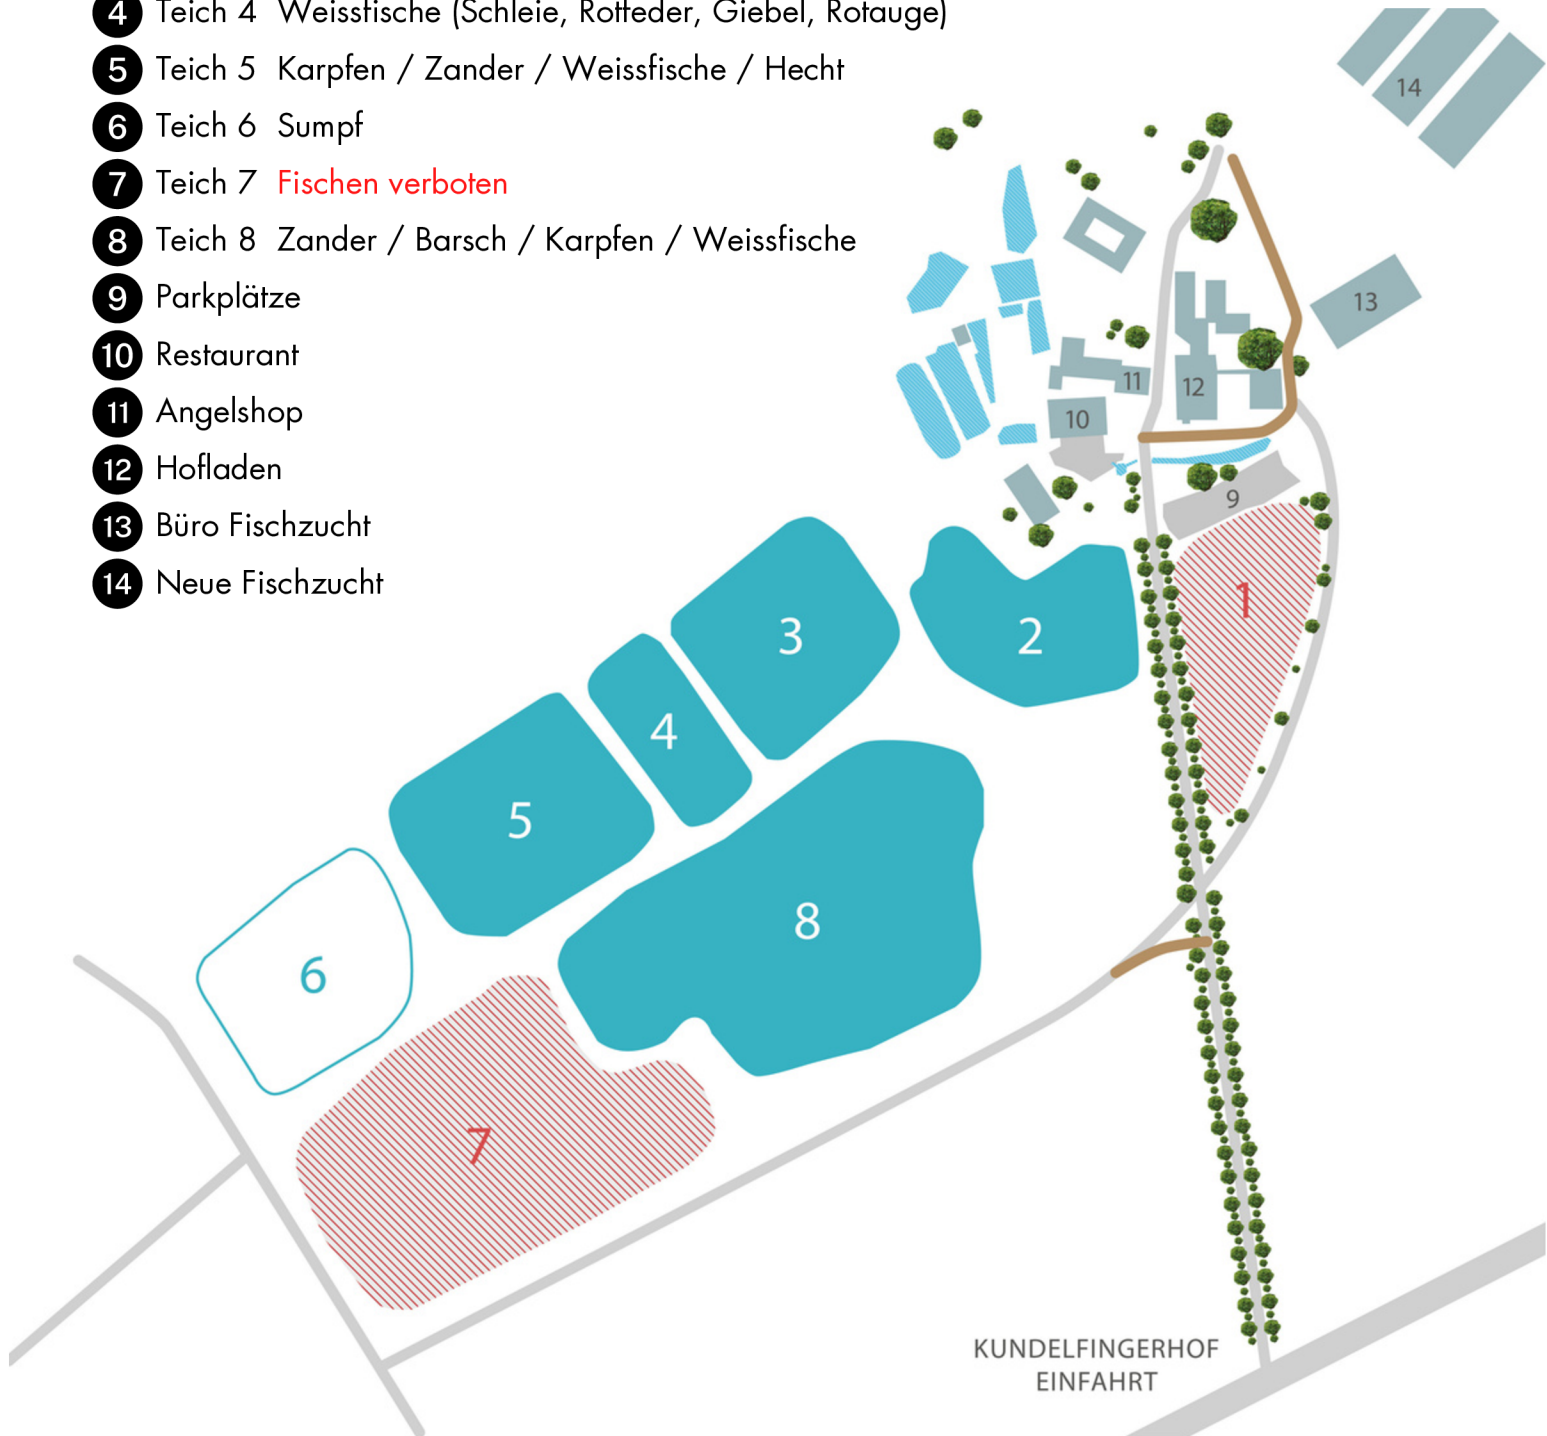 4 Teich 4 Weissfische (Schleie, Rotfeder, Giebel, Rotauge)
5 Teich 5 Karpfen / Zander / Weissfische / Hecht
6 Teich 6 Sumpf
7 Teich 7 Fischen verboten
8 Teich 8 Zander / Barsch / Karpfen / Weissfische
9 Parkplätze
10 Restaurant
11 Angelshop
12 Hofladen
13 Büro Fischzucht
14 Neue Fischzucht
14
13
11
12
10
9
1
2
3
4
5
8
6
7
KUNDELFINGERHOF
EINFAHRT